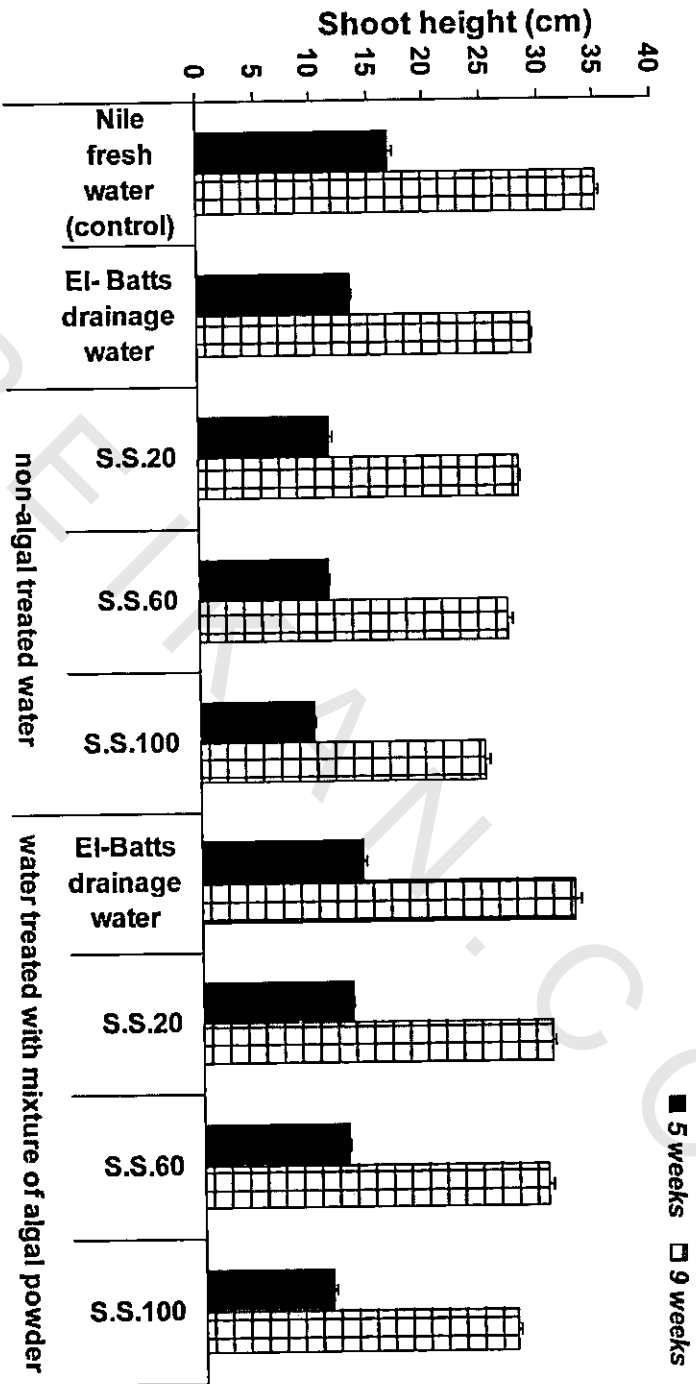 Shoot height (cm)
0
5
10
15
20
25
30
35
40
■ 5 weeks
9 weeks
Nile
fresh
water
(control)
El- Batts
drainage
water
S.S.20
S.S.60
S.S.100
El-Batts
drainage
water
S.S.20
S.S.60
S.S.100
non-algal treated water
water treated with mixture of algal powder